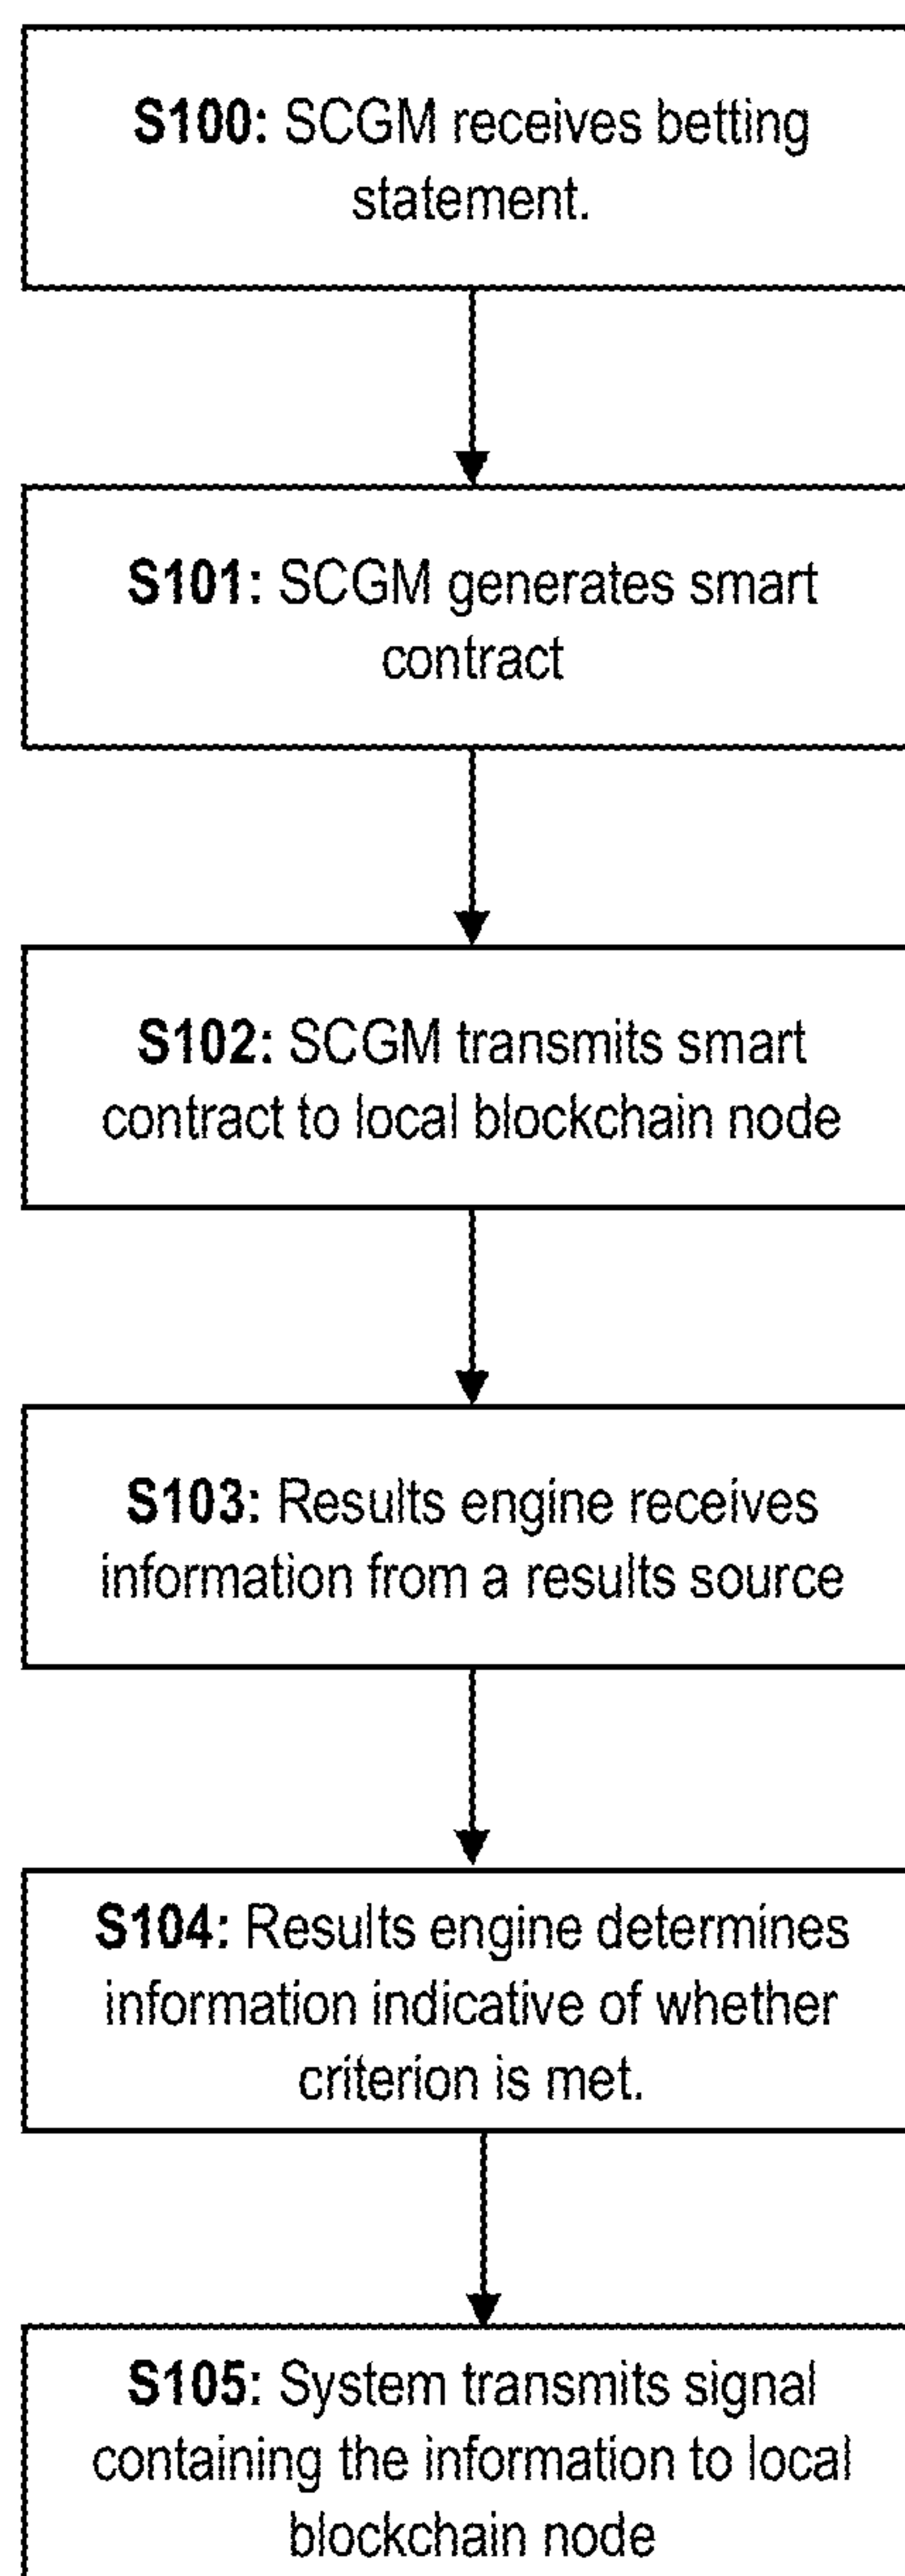 S100: SCGM receives betting
statement.
S101: SCGM generates smart
contract
S102: SCGM transmits smart
contract to local blockchain node
S103: Results engine receives
information from a results source
S104: Results engine determines
information indicative of whether
criterion is met.
S105: System transmits signal
containing the information to local
blockchain node